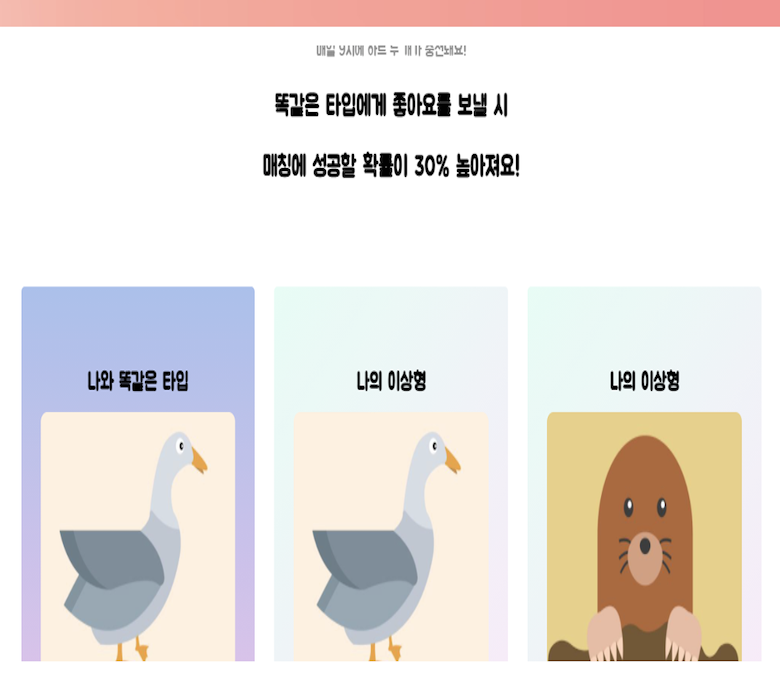 매일 9시에 하트 두 개가 충전돼요!
똑같은 타입에게 좋아요를 보낼 시
매칭에 성공할 확률이 30% 높아져요!
나와 똑같은 타입
나의 이상형
나의 이상형